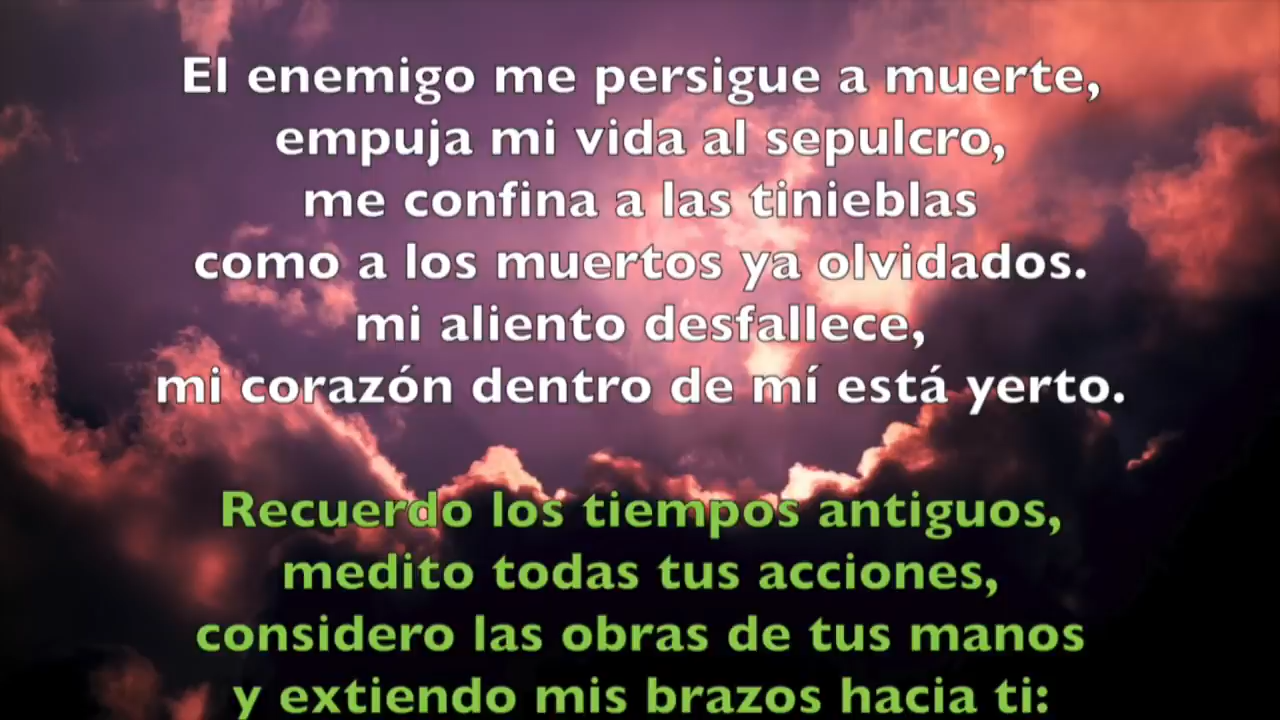 El enemigo me persigue a muerte,
empuja mi vida al sepulcro,
me confina a las tinieblas
como a los muertos ya olvidados.
mi aliento desfallece,
mi corazón dentro de mí está yerto.
Recuerdo los tiempos antiguos,
medito todas tus acciones,
considero las obras de tus manos
y extiendo mis brazos hacia ti: